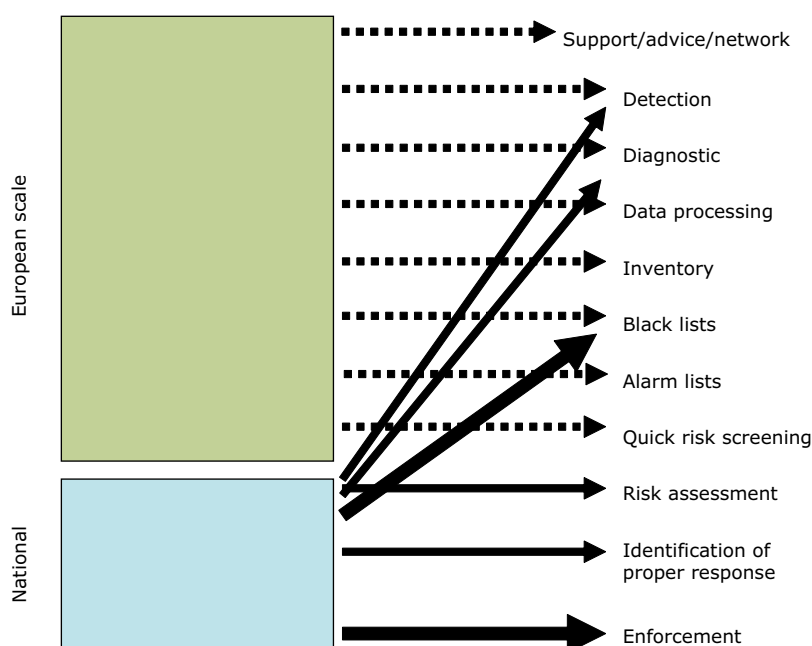 European scale
National
Support/advice/network
Detection
Diagnostic
Data processing
Inventory
Black lists
Alarm lists
Quick risk screening
Risk assessment
Identification of
proper response
Enforcement